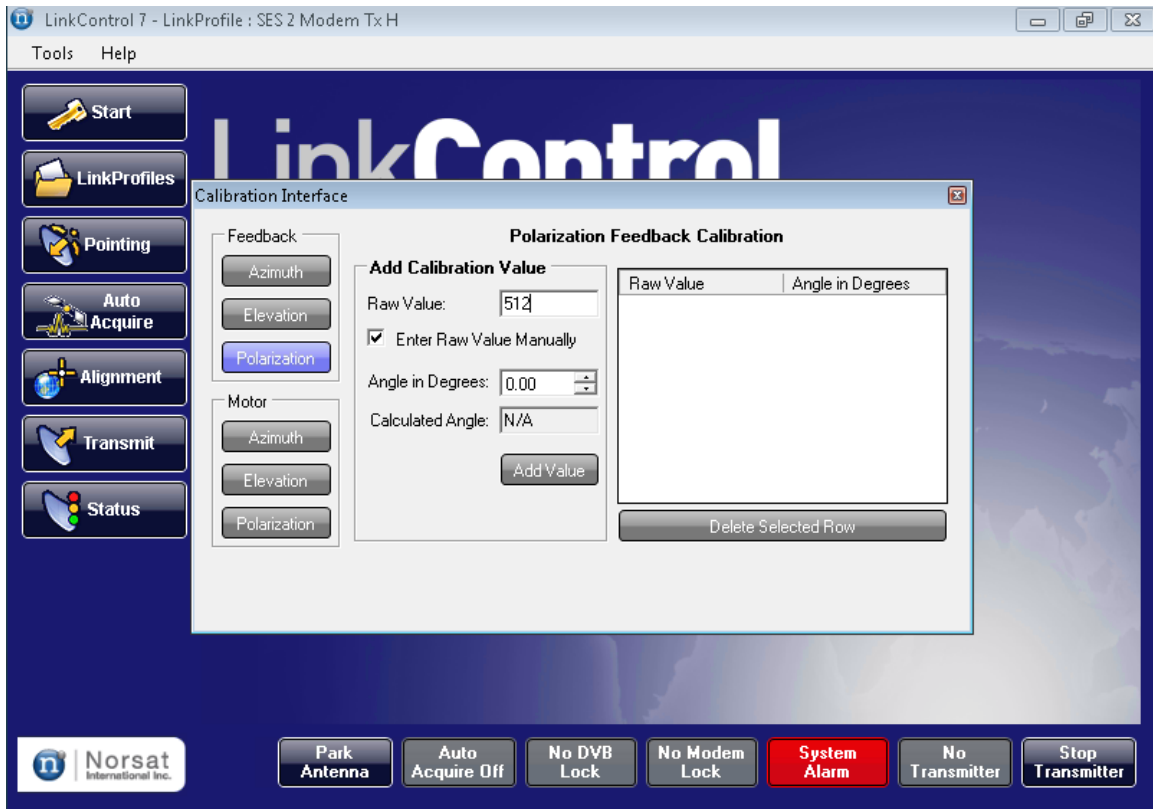 LinkControl 7 - LinkProfile : SES 2 Modem Tx H
Tools Help
Start
LinkProfiles
Pointing
Auto
Acquire
Alignment
Transmit
Status
LinkControl
Calibration Interface
Feedback
Azimuth
Elevation
Polarization
Motor
Azimuth
Elevation
Polarization
Polarization Feedback Calibration
Add Calibration Value
Raw Value: 512
Enter Raw Value Manually
Angle in Degrees: 0.00
Calculated Angle: N/A
Add Value
Raw Value Angle in Degrees
Delete Selected Row
n Norsat
International Inc.
Park
Antenna
Auto
Acquire Off
No DVB
Lock
No Modem
Lock
System
Alarm
No
Transmitter
Stop
Transmitter